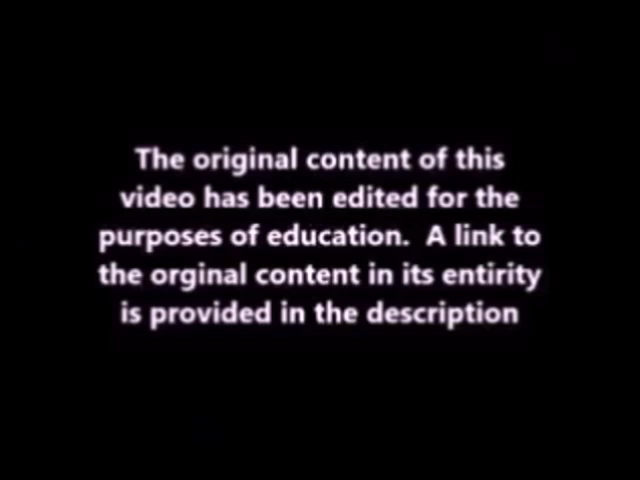 The original content of this
video has been edited for the
purposes of education.  A link to
the orginal content in its entirity
is provided in the description